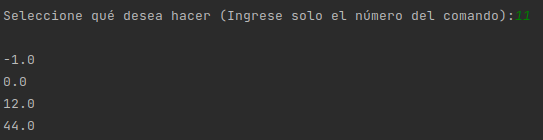 Seleccione qué desea hacer (Ingrese solo el número del comando):11
-1.0
0.0
12.0
44.0